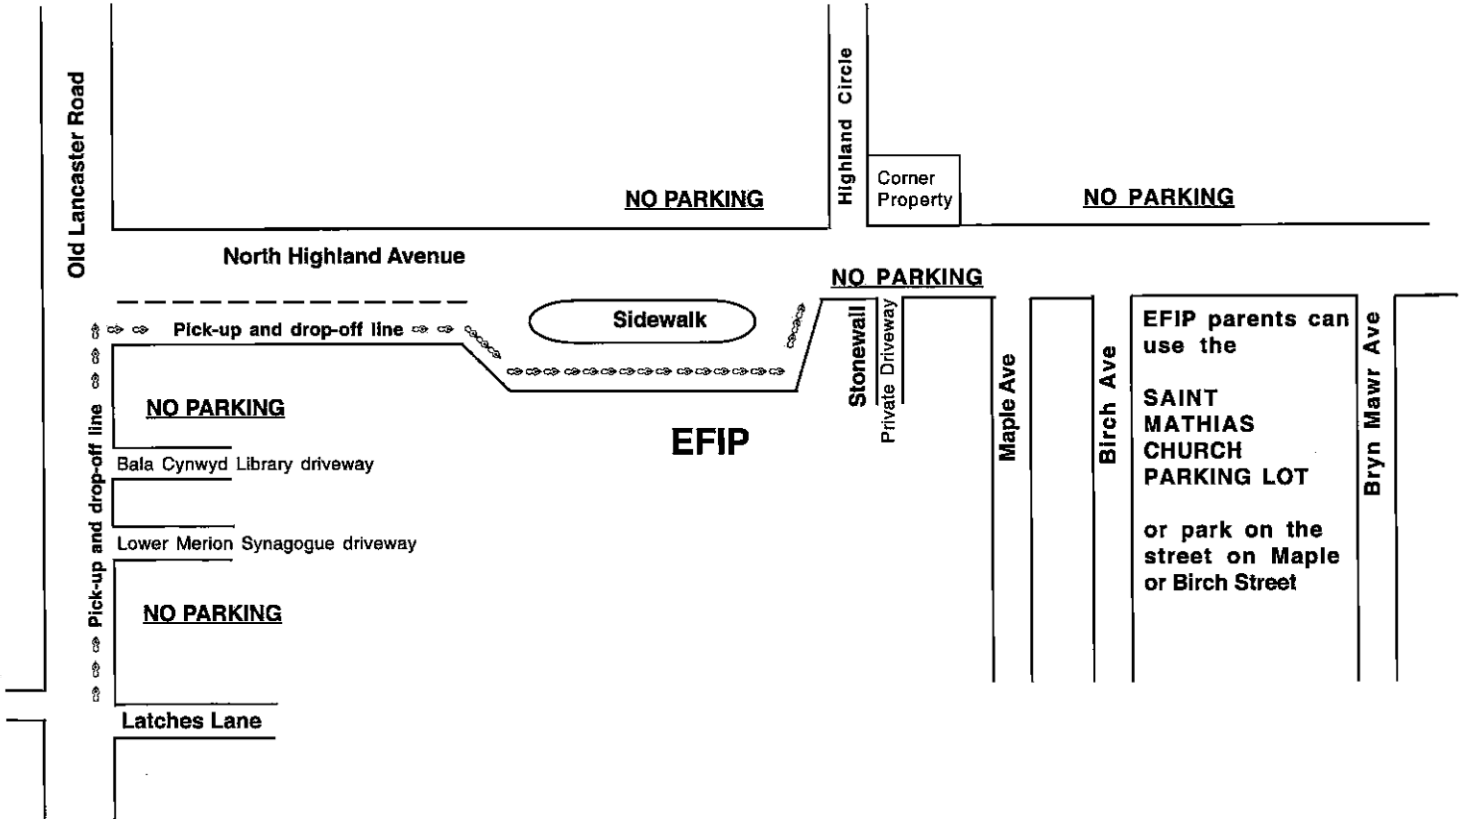 Old Lancaster Road
Highland Circle
Corner
Property
NO PARKING
NO PARKING
North Highland Avenue
NO PARKING
Pick-up and drop-off line
Sidewalk
Stonewall
Private Driveway
Maple Ave
Birch Ave
EFIP parents can
use the
SAINT
MATHIAS
CHURCH
PARKING LOT
or park on the
street on Maple
or Birch Street
Bryn Mawr Ave
NO PARKING
EFIP
Pick-up and drop-off line
Bala Cynwyd Library driveway
Lower Merion Synagogue driveway
NO PARKING
Latches Lane